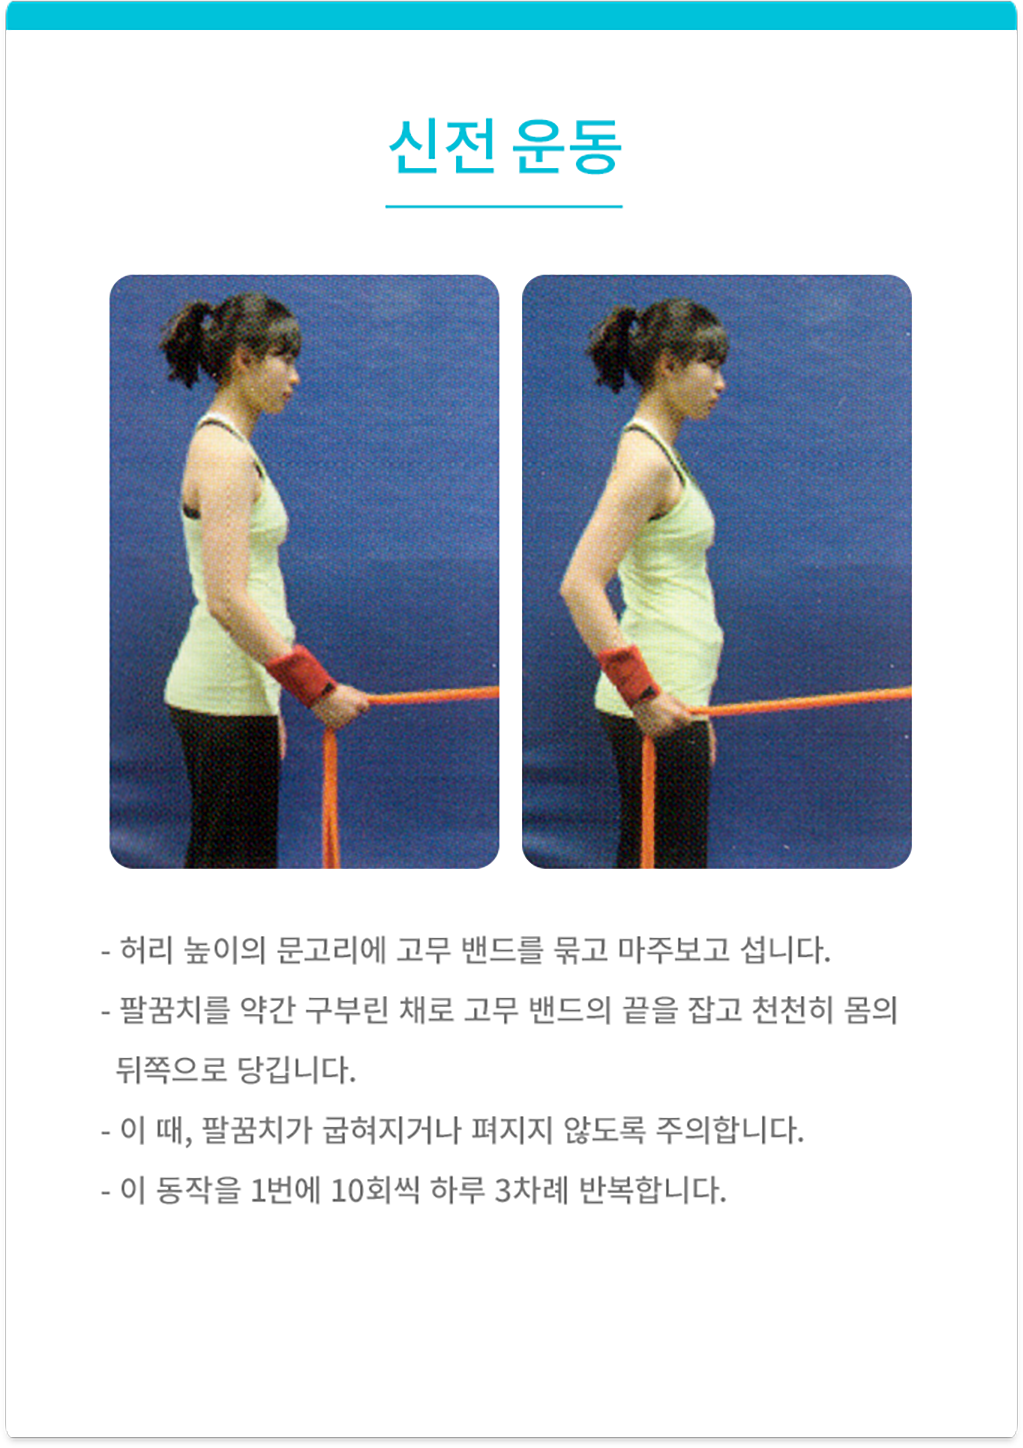 신전 운동
- 허리 높이의 문고리에 고무 밴드를 묶고 마주보고 섭니다.
- 팔꿈치를 약간 구부린 채로 고무 밴드의 끝을 잡고 천천히 몸의
뒤쪽으로 당깁니다.
- 이 때, 팔꿈치가 굽혀지거나 펴지지 않도록 주의합니다.
- 이 동작을 1번에 10회씩 하루 3차례 반복합니다.